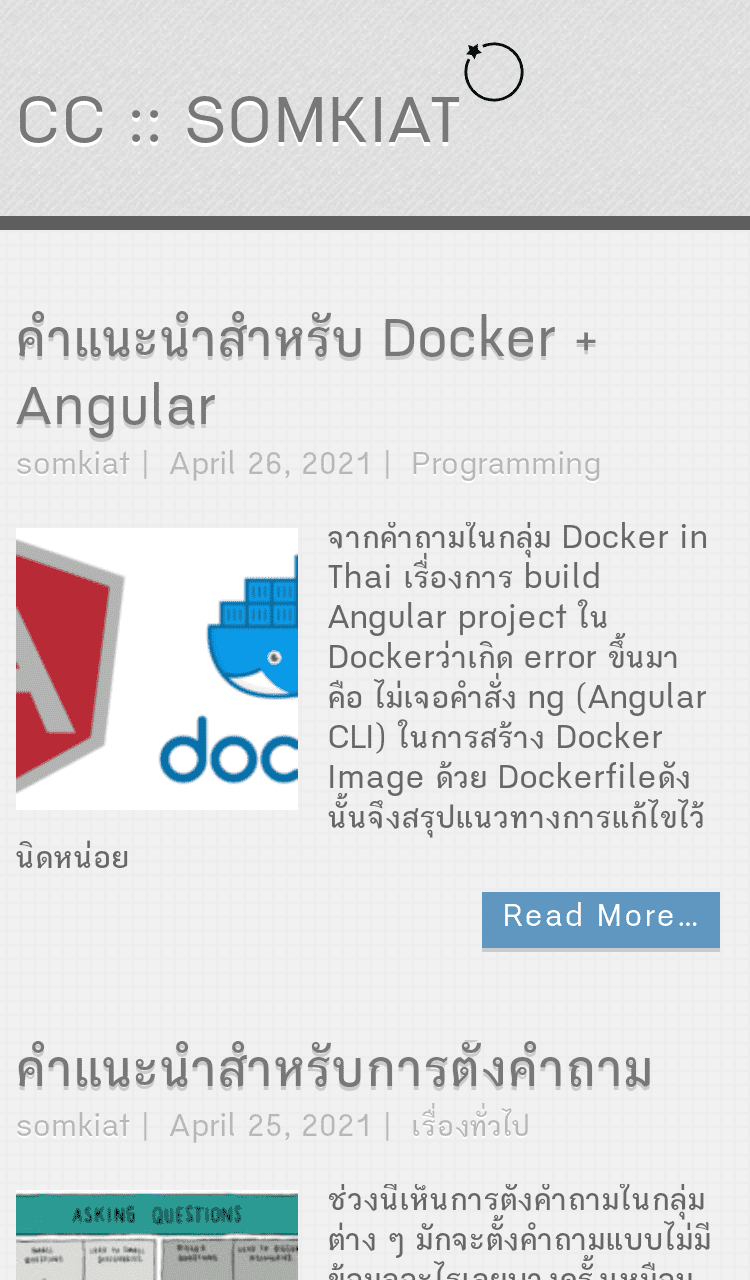 CC :: SOMKIAT
คำแนะนำสำหรับ Docker +
Angular
somkiat | April 26, 2021 | Programming
จากคำถามในกลุ่ม Docker in
Thai เรื่องการ build
Angular project ใน
Dockerว่าเกิด error ขึ้นมา
คือ ไม่เจอคำสั่ง ng (Angular
CLI) ในการสร้าง Docker
Image ด้วย Dockerfileดัง
นั้นจึงสรุปแนวทางการแก้ไขไว้
นิดหน่อย
doc
Read More…
คำแนะนำสำหรับการตั้งคำถาม
somkiat | April 25, 2021 | เรื่องทั่วไป
ช่วงนี้เห็นการตั้งคำถามในกลุ่ม
ต่าง ๆ มักจะตั้งคำถามแบบไม่มี
ASKING QUESTIONS